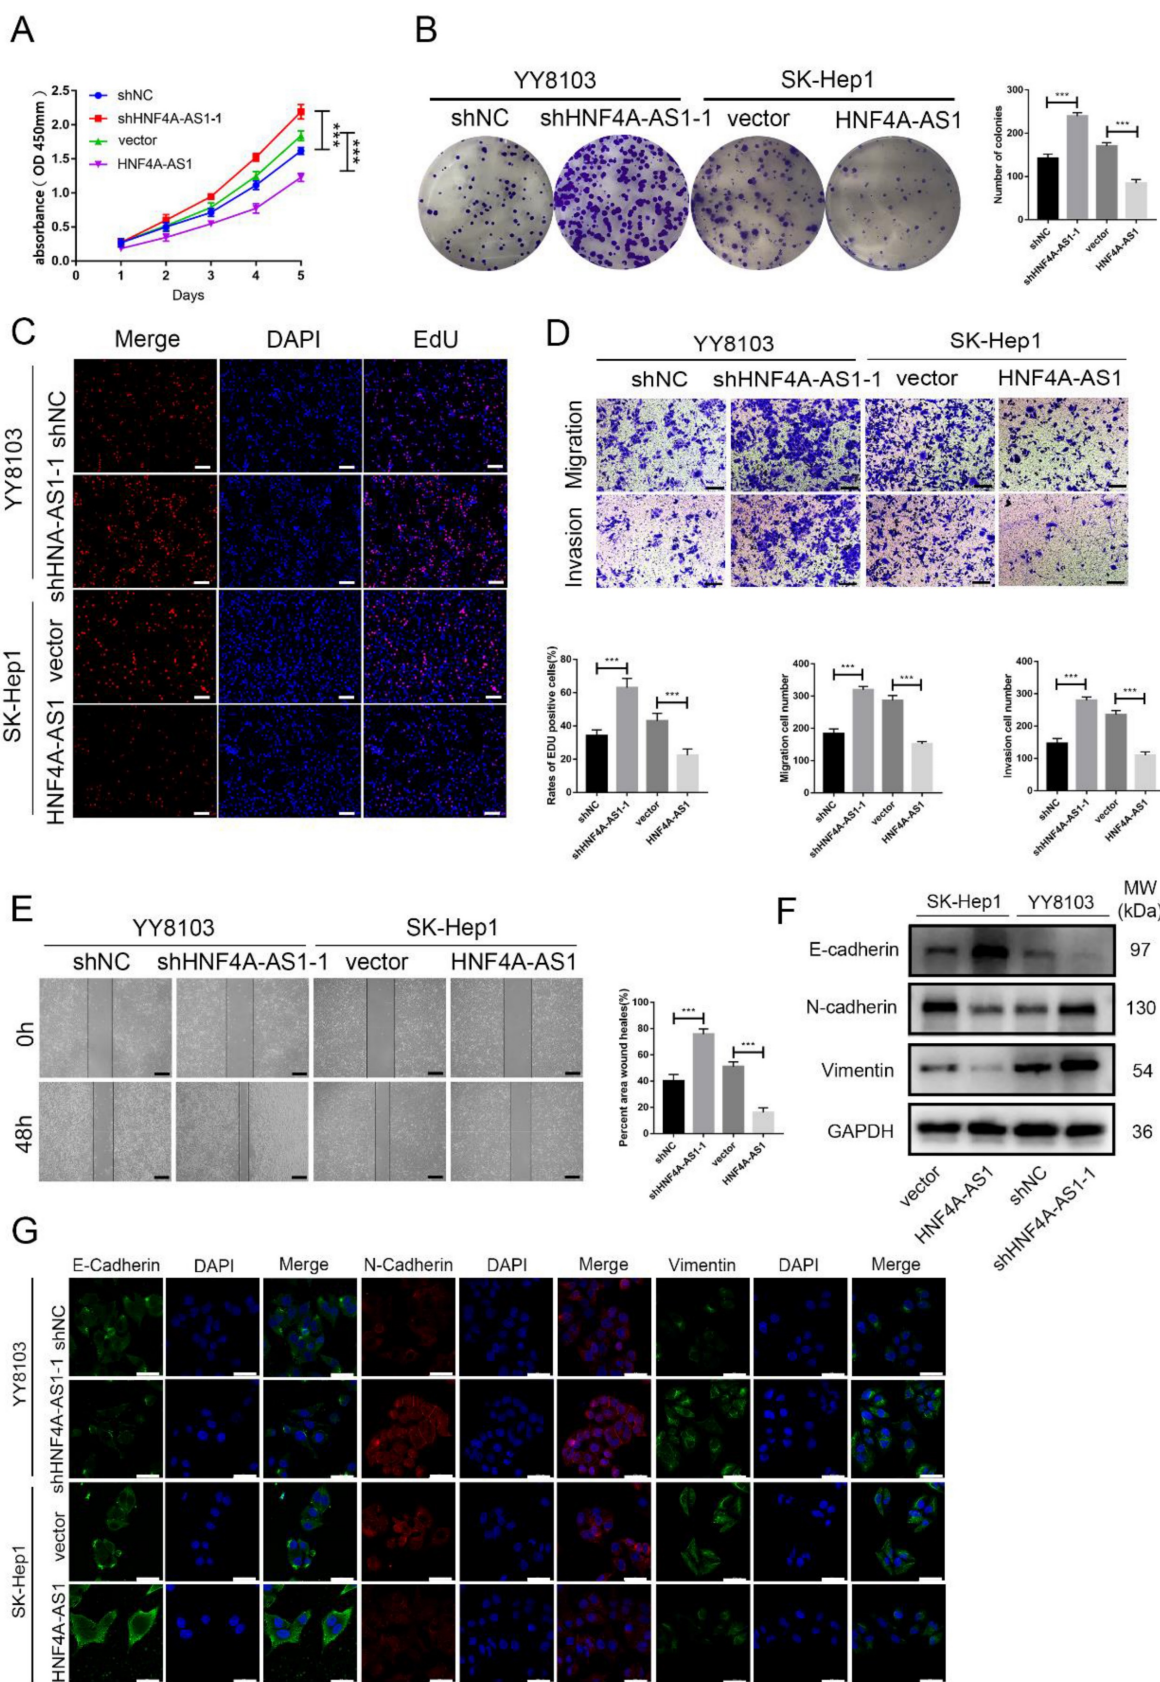 A
absorbance ( OD 450mm)
2.5
2.0
1.5
1.0
0.5
0.0
shNC
shHNF4A-AS1-1
vector
HNF4A-AS1
***
***
0 1 2 3 4 5
Days
B
YY8103
SK-Hep1
shNC
shHNF4A-AS1-1
vector
HNF4A-AS1
Number of colonies
300
200
100
0
***
***
shNC
shHNF4A-AS1-1
vector
HNF4A-AS1
C
Merge
DAPI
EdU
YY8103
SK-Hep1
shNC
shHNA-AS1-1
vector
HNF4A-AS1
D
YY8103
SK-Hep1
shNC
shHNF4A-AS1-1
vector
HNF4A-AS1
Migration
Invasion
Rates of EDU positive cells(%)
80
60
40
20
0
***
***
shNC
shHNF4A-AS1-1
vector
HNF4A-AS1
Migration cell number
400
300
200
100
0
***
***
shNC
shHNF4A-AS1-1
vector
HNF4A-AS1
Invasion cell number
400
300
200
100
0
***
***
shNC
shHNF4A-AS1-1
vector
HNF4A-AS1
E
YY8103
SK-Hep1
shNC
shHNF4A-AS1-1
vector
HNF4A-AS1
0h
48h
Percent area wound heales(%)
100
80
60
40
20
0
***
***
shNC
shHNF4A-AS1-1
vector
HNF4A-AS1
F
SK-Hep1
YY8103
MW
(kDa)
E-cadherin
97
N-cadherin
130
Vimentin
54
GAPDH
36
vector
HNF4A-AS1
shNC
shHNF4A-AS1-1
G
E-Cadherin
DAPI
Merge
N-Cadherin
DAPI
Merge
Vimentin
DAPI
Merge
YY8103
SK-Hep1
shNC
shHNF4A-AS1-1
vector
HNF4A-AS1